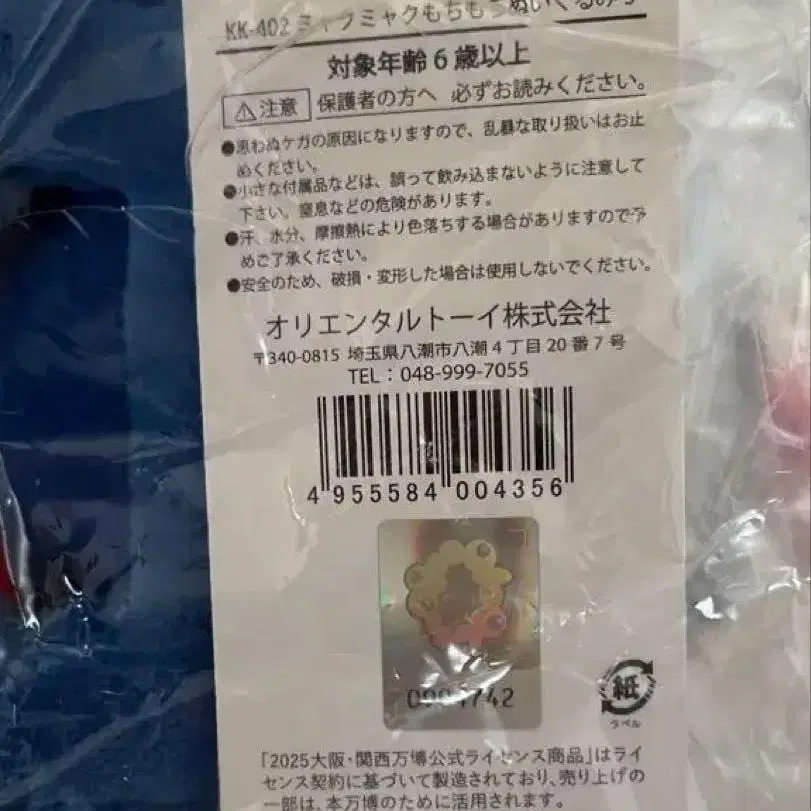 KK-402 ミャクミャクもちもちぬいぐるみ
対象年齢6歳以上
⚠注意 保護者の方へ 必ずお読みください。
●思わぬケガの原因になりますので、乱暴な取り扱いはお止
めください。
●小さな付属品などは、誤って飲み込まないように注意して
下さい。窒息などの危険があります。
●汗、水分、摩擦熱により色落ちする場合がありますので予
めご了承ください。
●安全のため、破損・変形した場合は使用しないでください。
オリエンタルトーイ株式会社
〒340-0815 埼玉県八潮市八潮4丁目20番7号
TEL：048-999-7055
4 955584 004356
紙
ラベル
「2025大阪・関西万博公式ライセンス商品」はライ
センス契約に基づいて製造されており、売り上げの
一部は、本万博のために活用されます。